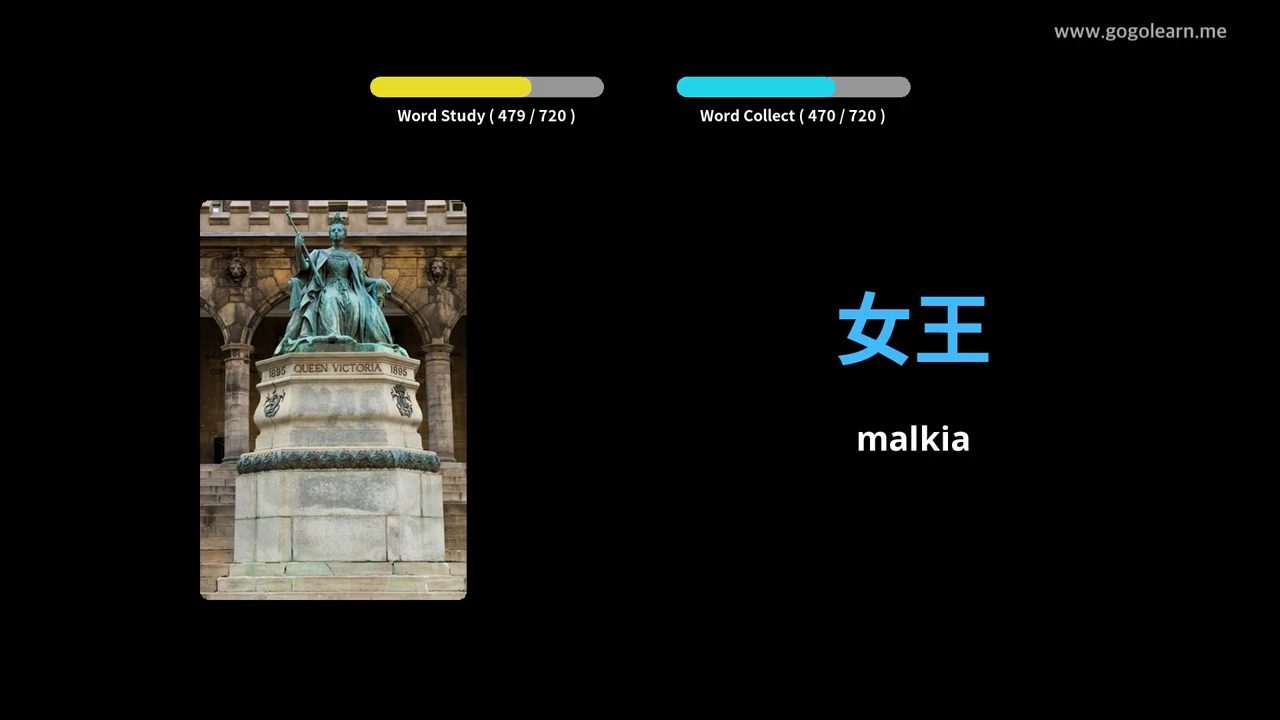 www.gogolearn.me
Word Study ( 479 / 720 )
Word Collect ( 470 / 720 )
1895 QUEEN VICTORIA 1895
女王
malkia